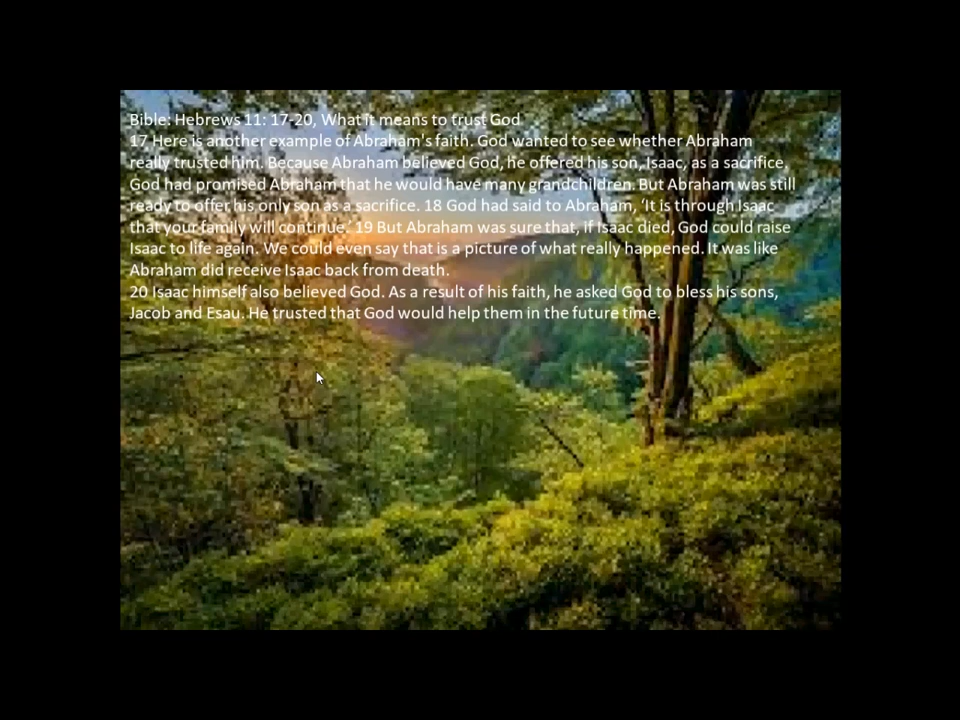 Bible: Hebrews 11: 17-20, What it means to trust God
17 Here is another example of Abraham's faith. God wanted to see whether Abraham
really trusted him. Because Abraham believed God, he offered his son, Isaac, as a sacrifice.
God had promised Abraham that he would have many grandchildren. But Abraham was still
ready to offer his only son as a sacrifice. 18 God had said to Abraham, ‘It is through Isaac
that your family will continue.’ 19 But Abraham was sure that, if Isaac died, God could raise
Isaac to life again. We could even say that is a picture of what really happened. It was like
Abraham did receive Isaac back from death.
20 Isaac himself also believed God. As a result of his faith, he asked God to bless his sons,
Jacob and Esau. He trusted that God would help them in the future time.